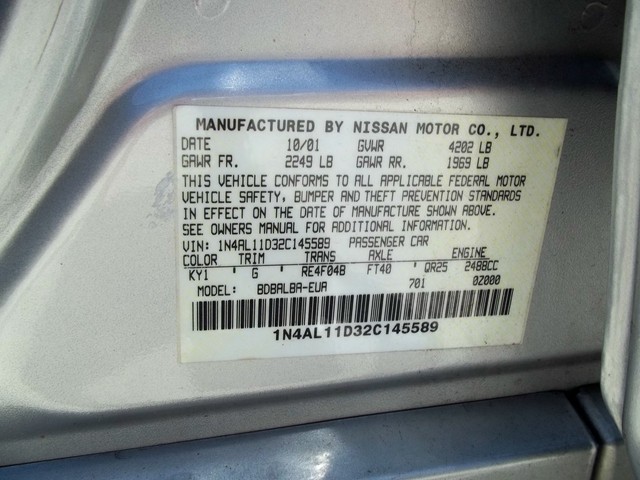 MANUFACTURED BY NISSAN MOTOR CO., LTD.
DATE 10/01 GVWR 4202 LB
GAWR FR. 2249 LB GAWR RR. 1969 LB
THIS VEHICLE CONFORMS TO ALL APPLICABLE FEDERAL MOTOR
VEHICLE SAFETY, BUMPER AND THEFT PREVENTION STANDARDS
IN EFFECT ON THE DATE OF MANUFACTURE SHOWN ABOVE.
SEE OWNERS MANUAL FOR ADDITIONAL INFORMATION.
VIN: 1N4AL11D32C145589 PASSENGER CAR
COLOR TRIM TRANS AXLE ENGINE
KY1 G RE4F04B FT40 QR25 2488CC
MODEL: BDBALBA-EUA 701 0Z000
1N4AL11D32C145589